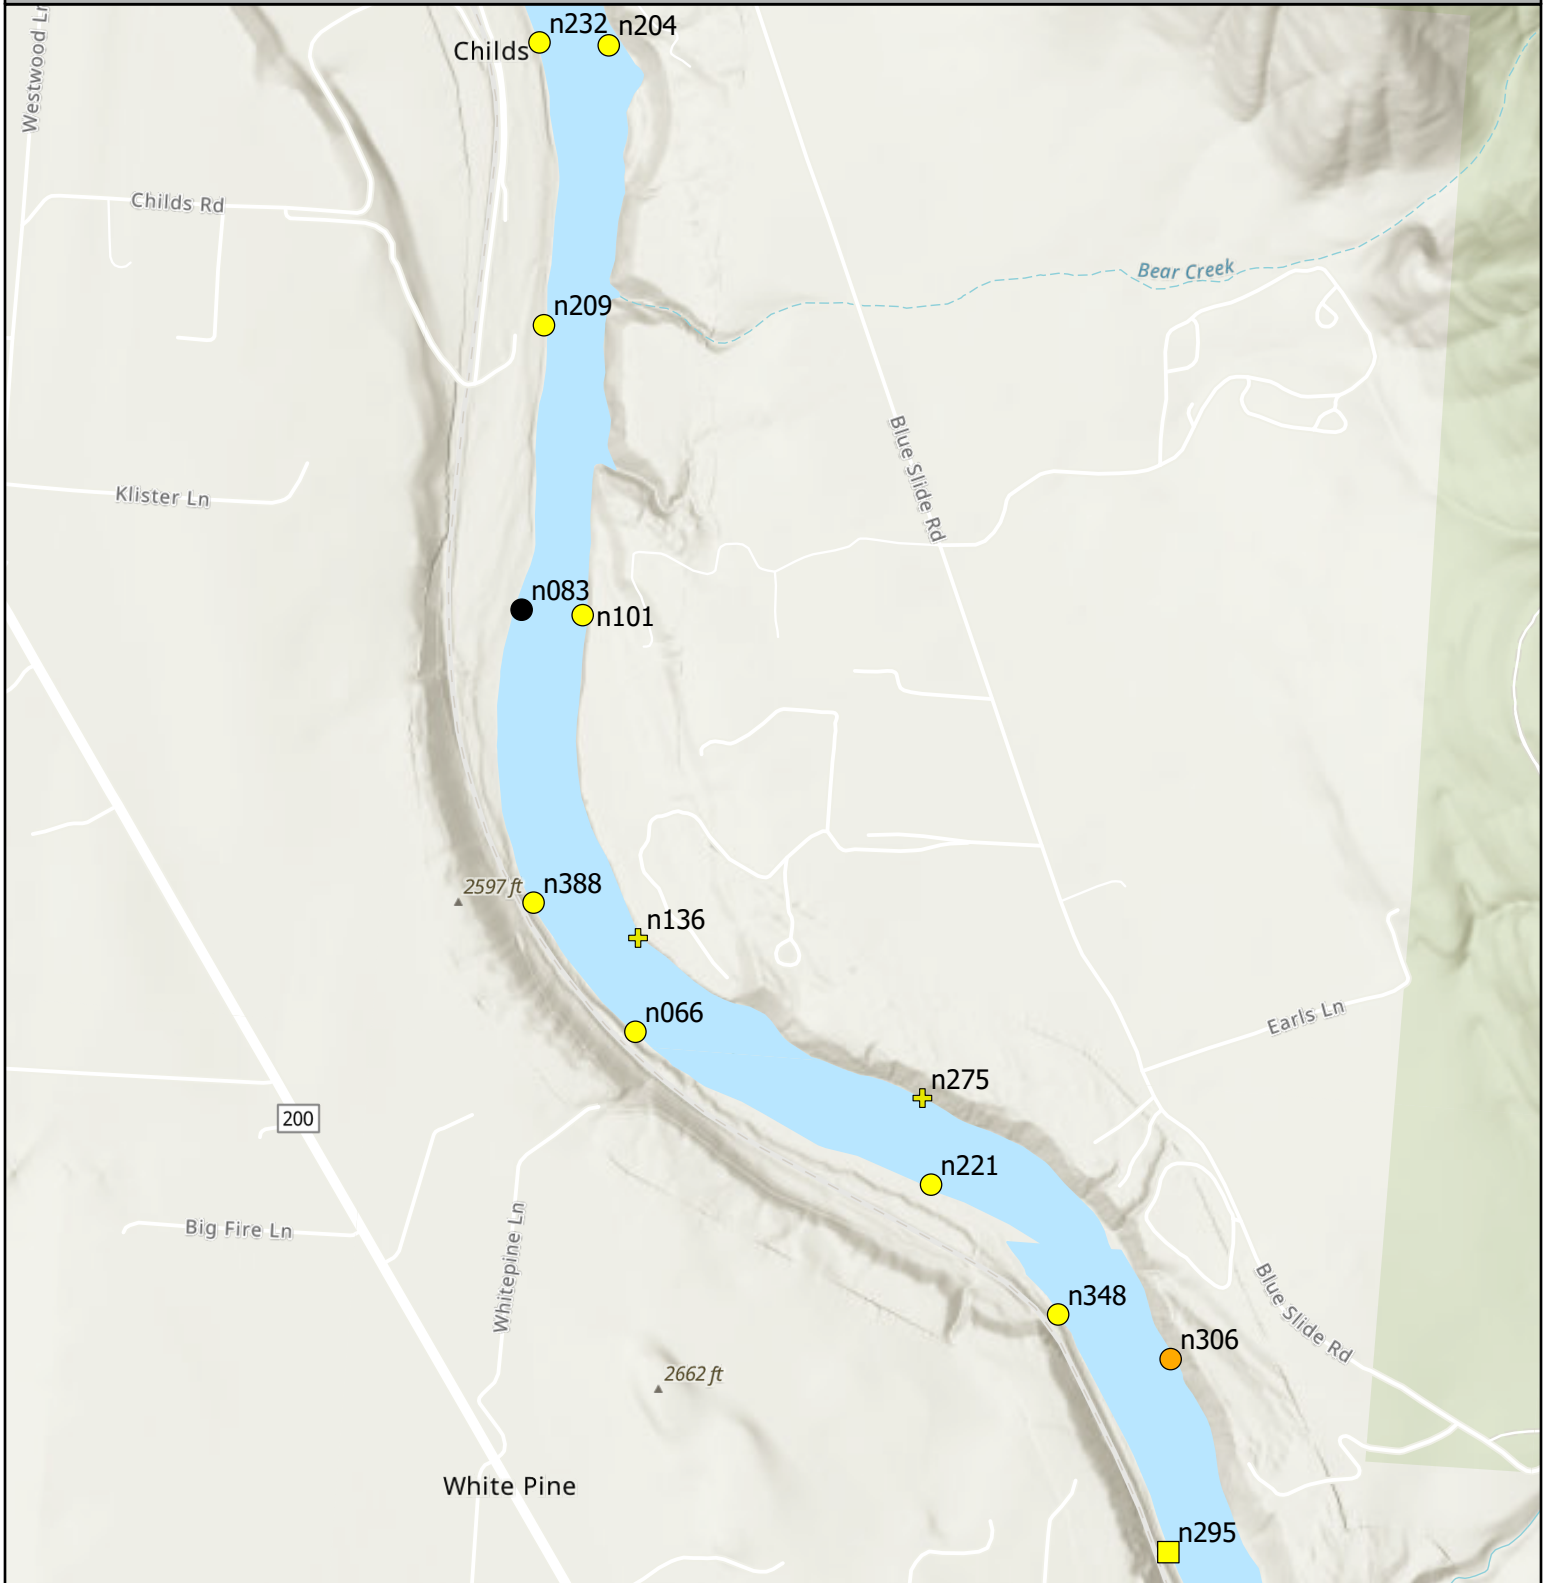 n232
n204
Childs
Westwood Ln
Childs Rd
Bear Creek
n209
Blue Slide Rd
Klister Ln
n083
n101
2597 ft
n388
n136
n066
Earls Ln
n275
200
n221
Big Fire Ln
Whitepine Ln
n348
Blue Slide Rd
n306
2662 ft
White Pine
n295